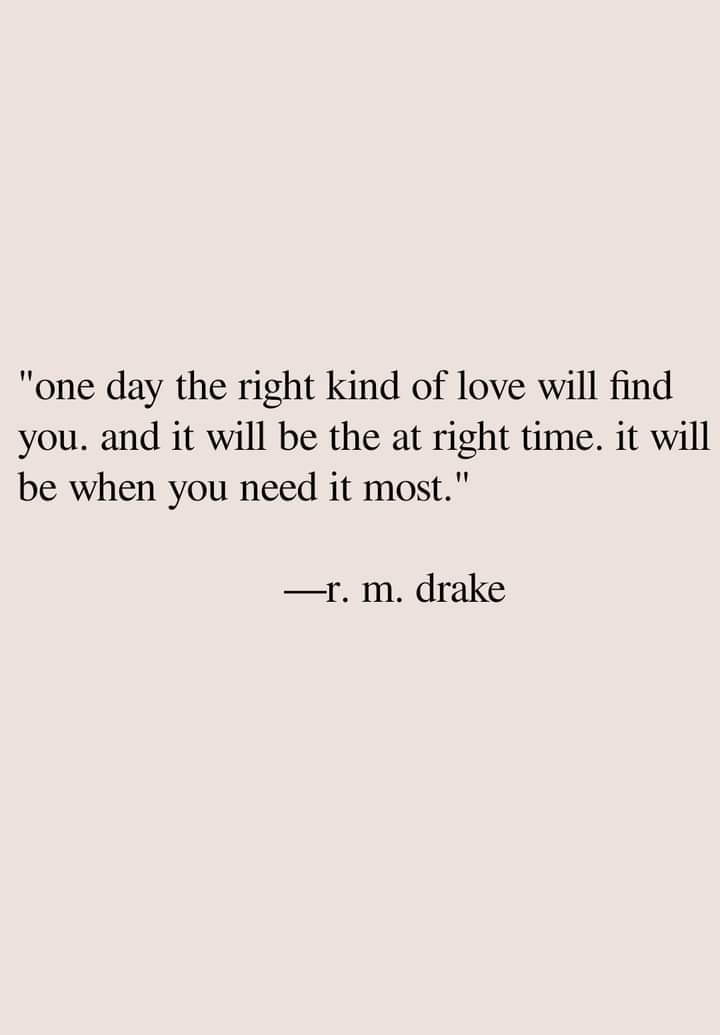 "one day the right kind of love will find
you. and it will be the at right time. it will
be when you need it most."
—r. m. drake